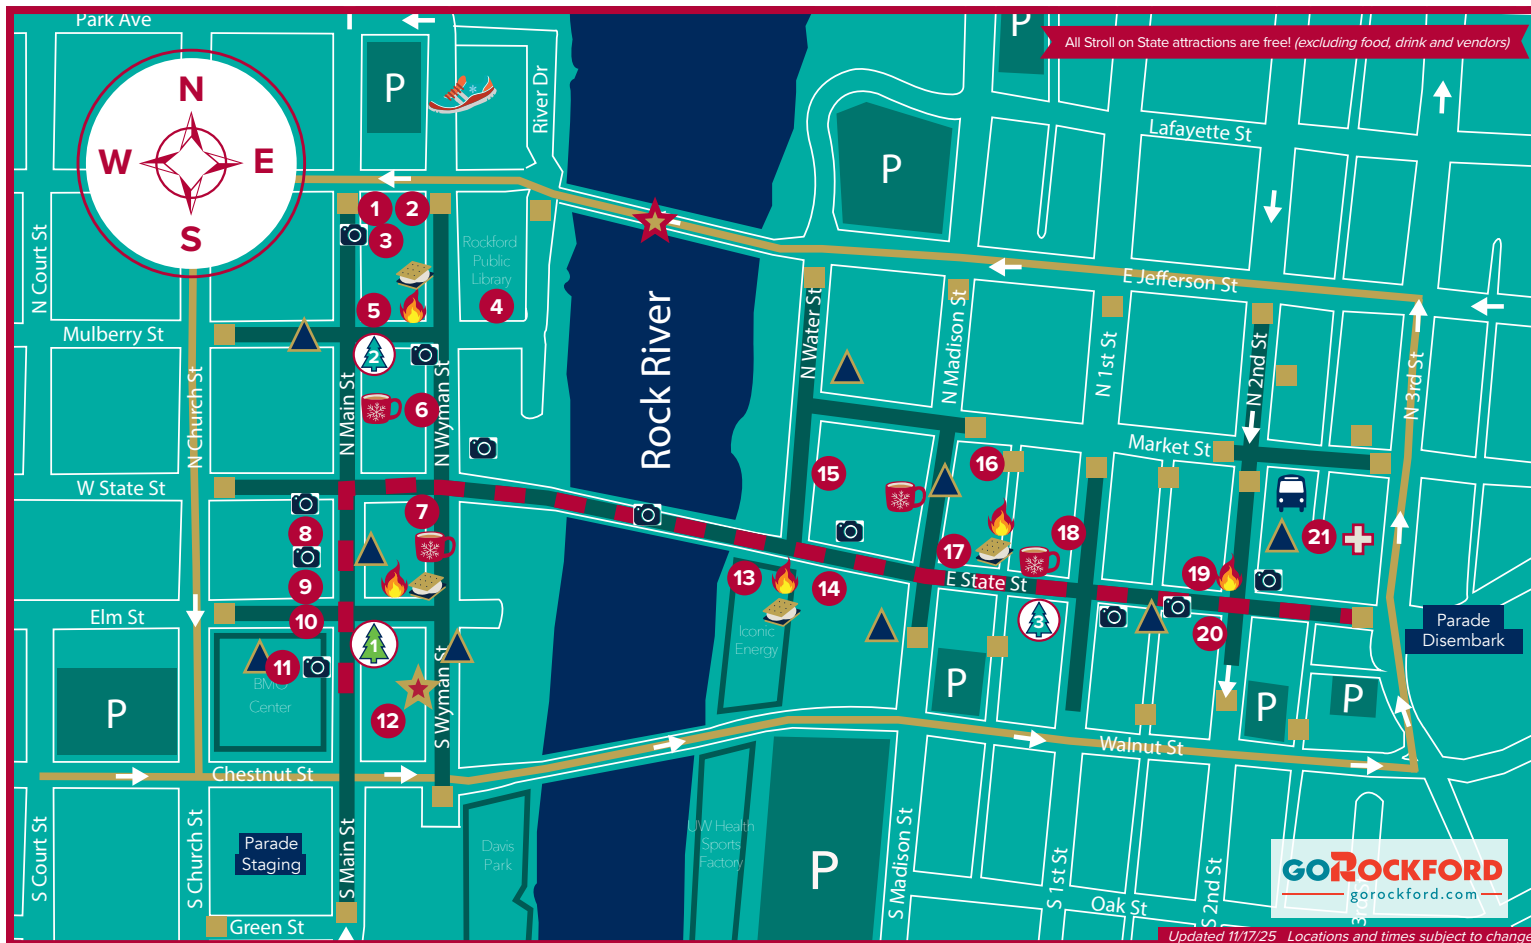 Park Ave
All Stroll on State attractions are free! (excluding food, drink and vendors)
P
P
N
W E
S
River Dr
Lafayette St
P
1 2
3
Rockford
Public
Library
4
5
N Court St
Mulberry St
2
N Church St
N Main St
N Wyman St
6
Rock River
E Jefferson St
N Water St
N Madison St
N 1st St
N 2nd St
N 3rd St
Market St
W State St
7
8
9
10
15
16
17
18
19
20
21
13
14
E State St
3
Iconic
Energy
Elm St
1
11
BMO
Center
12
S Wyman St
P
P
P
P
Parade
Disembark
Walnut St
Chestnut St
Parade
Staging
S Court St
S Church St
S Main St
Green St
Davis
Park
UW Health
Sports
Factory
P
S Madison St
S 1st St
S 2nd St
Oak St
GOROCKFORD
gorockford.com
Updated 11/17/25 Locations and times subject to change